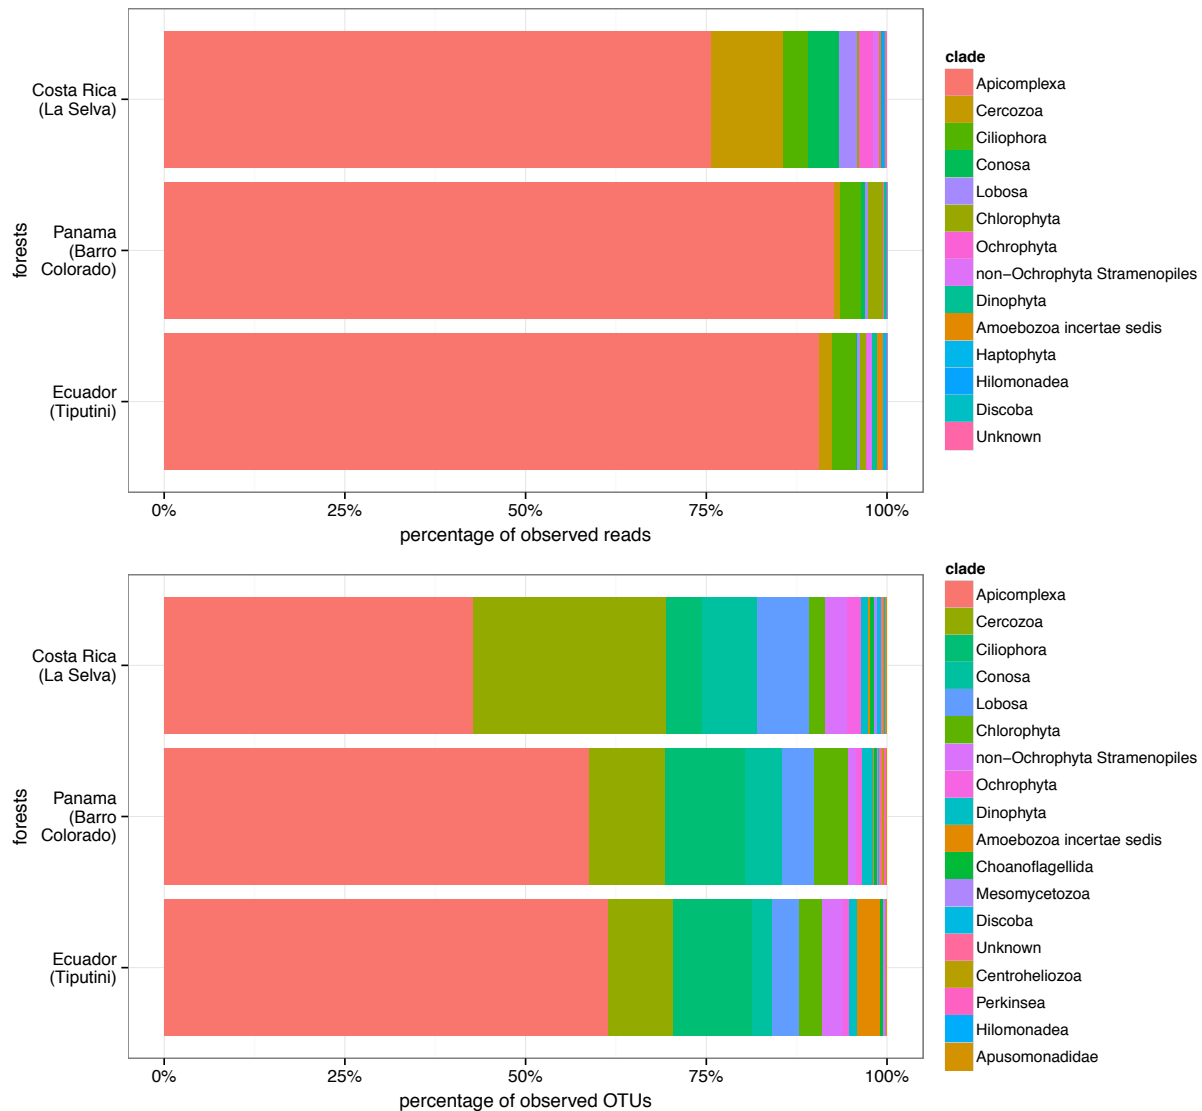 forests
Costa Rica
(La Selva)
Panama
(Barro
Colorado)
Ecuador
(Tiputini)
0%
25%
50%
75%
100%
percentage of observed reads
clade
Apicomplexa
Cercozoa
Ciliophora
Conosa
Lobosa
Chlorophyta
Ochrophyta
non−Ochrophyta Stramenopiles
Dinophyta
Amoebozoa incertae sedis
Haptophyta
Hilomonadea
Discoba
Unknown
forests
Costa Rica
(La Selva)
Panama
(Barro
Colorado)
Ecuador
(Tiputini)
0%
25%
50%
75%
100%
percentage of observed OTUs
clade
Apicomplexa
Cercozoa
Ciliophora
Conosa
Lobosa
Chlorophyta
non−Ochrophyta Stramenopiles
Ochrophyta
Dinophyta
Amoebozoa incertae sedis
Choanoflagellida
Mesomycetozoa
Discoba
Unknown
Centroheliozoa
Perkinsea
Hilomonadea
Apusomonadidae